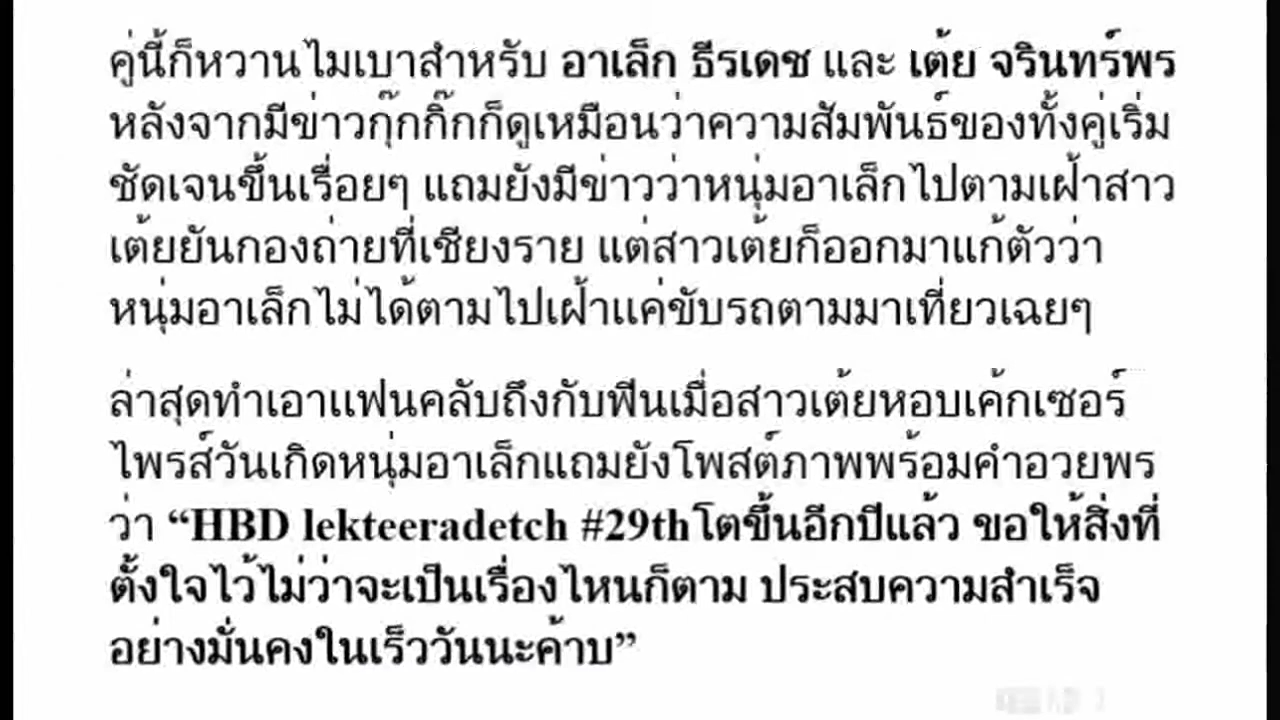 คู่นี้ก็หวานไมเบาสำหรับ อาเล็ก ธีรเดช และ เต้ย จรินทร์พร
หลังจากมีข่าวกุ๊กกิ๊กก็ดูเหมือนว่าความสัมพันธ์ของทั้งคู่เริ่ม
ชัดเจนขึ้นเรื่อยๆ แถมยังมีข่าวว่าหนุ่มอาเล็กไปตามเฝ้าสาว
เต้ยยันกองถ่ายที่เชียงราย แต่สาวเต้ยก็ออกมาแก้ตัวว่า
หนุ่มอาเล็กไม่ได้ตามไปเฝ้าแค่ขับรถตามมาเที่ยวเฉยๆ
ล่าสุดทำเอาแฟนคลับถึงกับฟินเมื่อสาวเต้ยหอบเค้กเซอร์
ไพรส์วันเกิดหนุ่มอาเล็กแถมยังโพสต์ภาพพร้อมคำอวยพร
ว่า “HBD lekteeradetch #29thโตขึ้นอีกปีแล้ว ขอให้สิ่งที่
ตั้งใจไว้ไม่ว่าจะเป็นเรื่องไหนก็ตาม ประสบความสำเร็จ
อย่างมั่นคงในเร็ววันนะค้าบ”